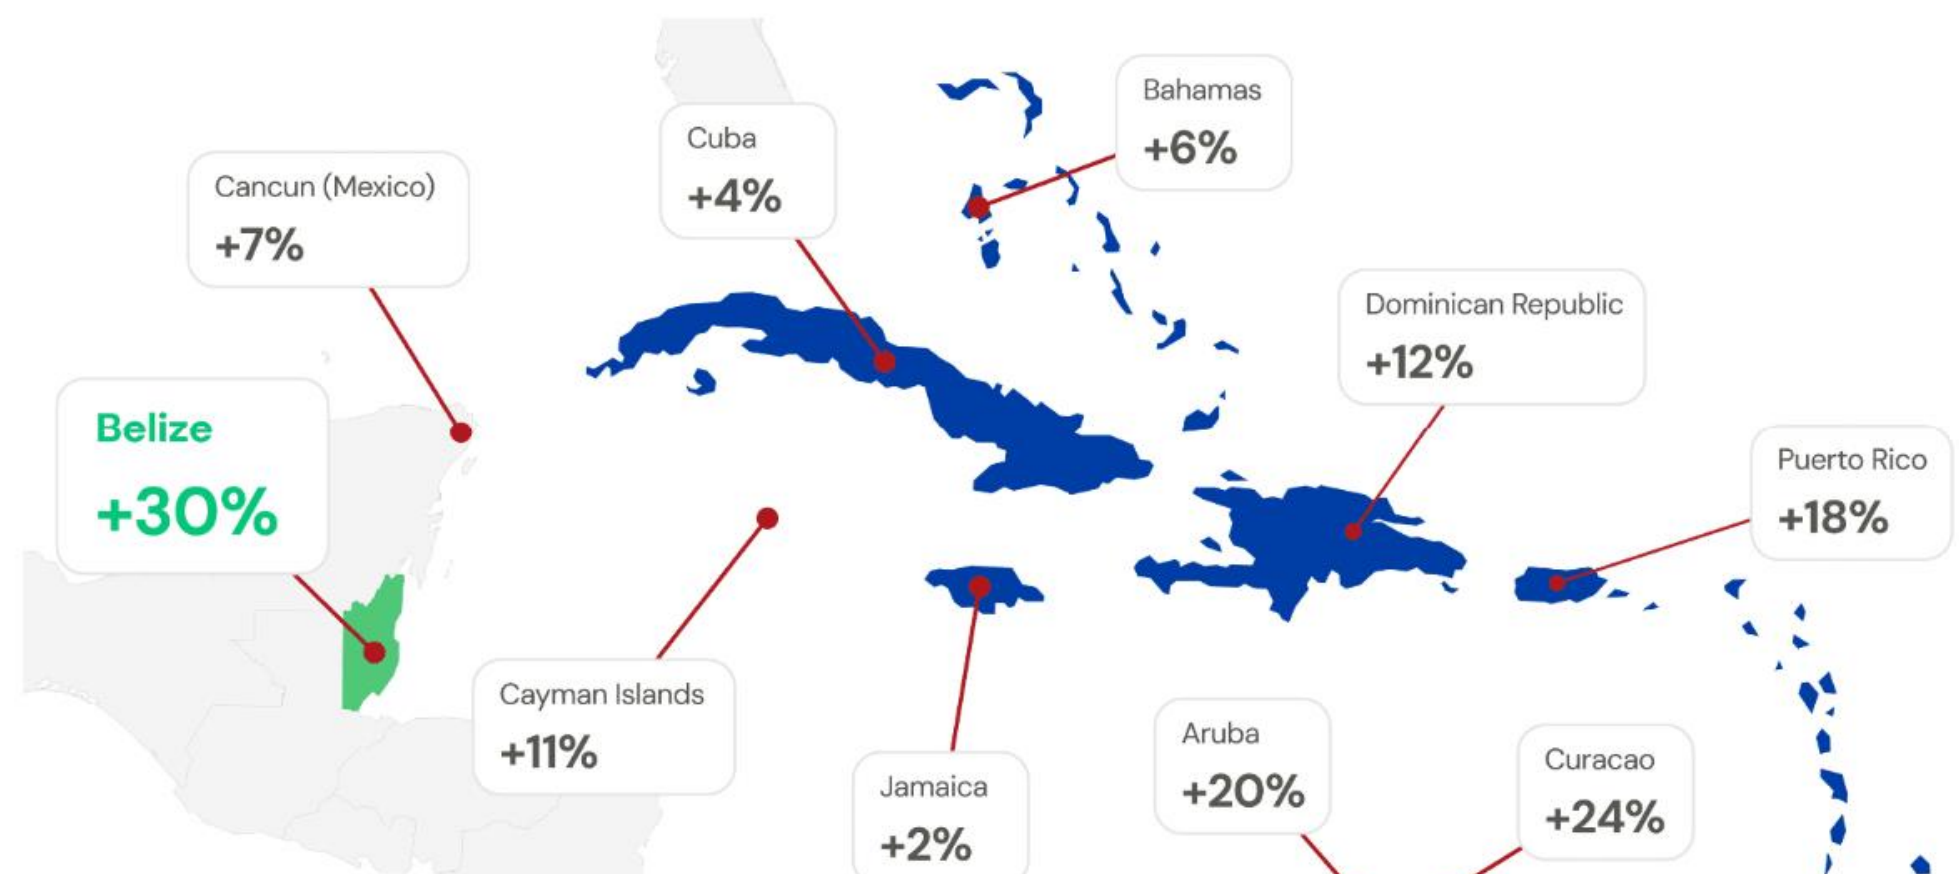 Bahamas
+6%
Cuba
+4%
Cancun (Mexico)
+7%
Dominican Republic
+12%
Belize
+30%
Puerto Rico
+18%
Cayman Islands
+11%
Aruba
+20%
Curacao
+24%
Jamaica
+2%